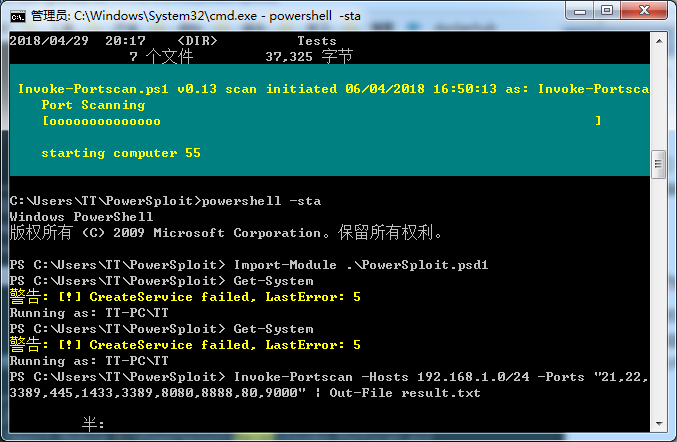 管理员: C:\Windows\System32\cmd.exe - powershell -sta
2018/04/29 20:17 <DIR> Tests
7 个文件 37,325 字节
Invoke-Portscan.ps1 v0.13 scan initiated 06/04/2018 16:50:13 as: Invoke-Portsca
Port Scanning
[oooooooooooooo ]
starting computer 55
C:\Users\TT\PowerSploit>powershell -sta
Windows PowerShell
版权所有 (C) 2009 Microsoft Corporation。保留所有权利。
PS C:\Users\TT\PowerSploit> Import-Module .\PowerSploit.psd1
PS C:\Users\TT\PowerSploit> Get-System
警告: [!] CreateService failed, LastError: 5
Running as: TT-PC\TT
PS C:\Users\TT\PowerSploit> Get-System
警告: [!] CreateService failed, LastError: 5
Running as: TT-PC\TT
PS C:\Users\TT\PowerSploit> Invoke-Portscan -Hosts 192.168.1.0/24 -Ports "21,22,
3389,445,1433,3389,8080,8888,80,9000" | Out-File result.txt
半: